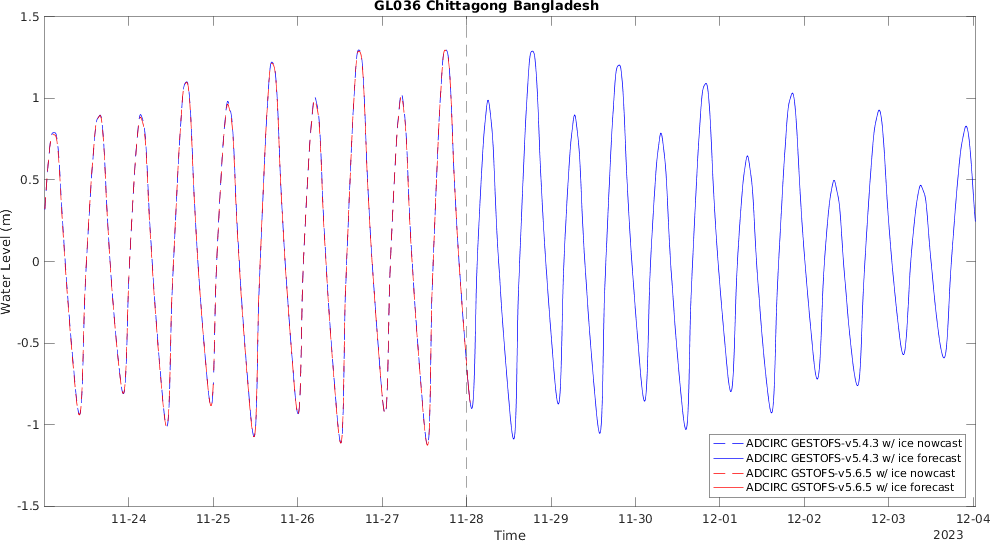 GL036 Chittagong Bangladesh
1.5
1
0.5
0
-0.5
-1
-1.5
Water Level (m)
11-24 11-25 11-26 11-27 11-28 11-29 11-30 12-01 12-02 12-03 12-04
Time
2023
ADCIRC GESTOFS-v5.4.3 w/ ice nowcast
ADCIRC GESTOFS-v5.4.3 w/ ice forecast
ADCIRC GSTOFS-v5.6.5 w/ ice nowcast
ADCIRC GSTOFS-v5.6.5 w/ ice forecast